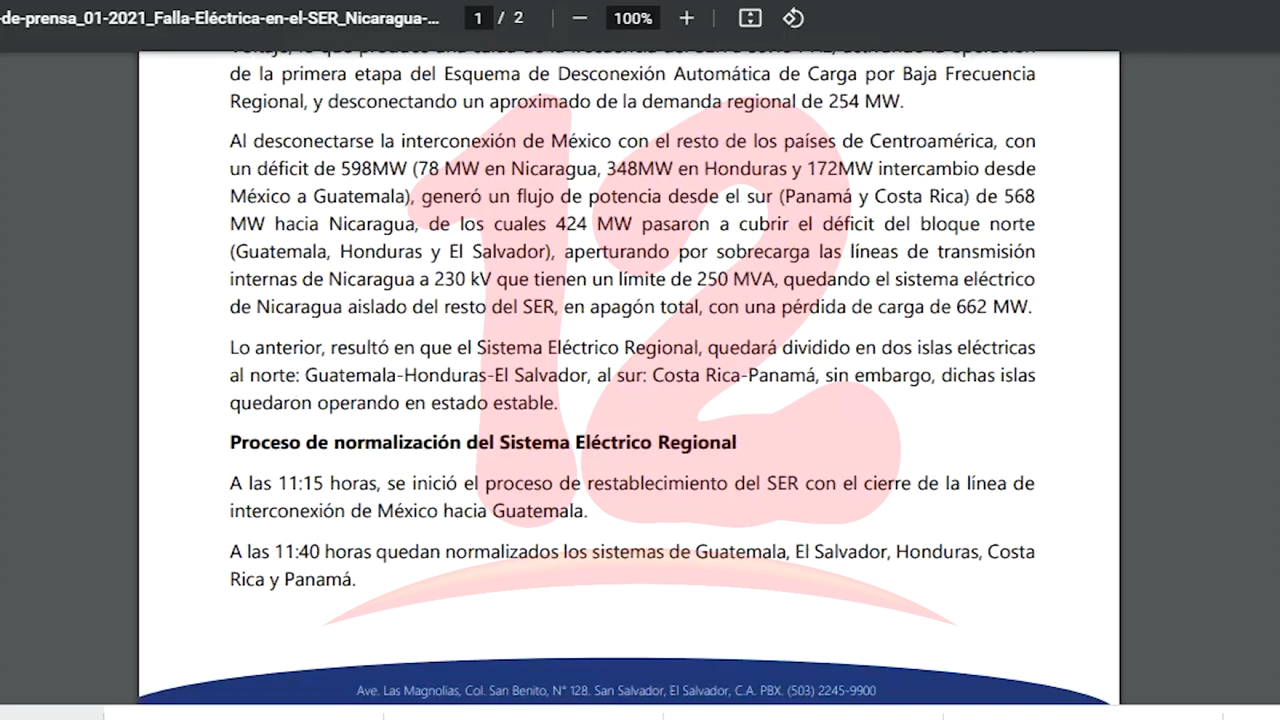 -de-prensa_01-2021_Falla-Eléctrica-en-el-SER_Nicaragua-...
1 / 2
100%
de la primera etapa del Esquema de Desconexión Automática de Carga por Baja Frecuencia
Regional, y desconectando un aproximado de la demanda regional de 254 MW.
Al desconectarse la interconexión de México con el resto de los países de Centroamérica, con
un déficit de 598MW (78 MW en Nicaragua, 348MW en Honduras y 172MW intercambio desde
México a Guatemala), generó un flujo de potencia desde el sur (Panamá y Costa Rica) de 568
MW hacia Nicaragua, de los cuales 424 MW pasaron a cubrir el déficit del bloque norte
(Guatemala, Honduras y El Salvador), aperturando por sobrecarga las líneas de transmisión
internas de Nicaragua a 230 kV que tienen un límite de 250 MVA, quedando el sistema eléctrico
de Nicaragua aislado del resto del SER, en apagón total, con una pérdida de carga de 662 MW.
Lo anterior, resultó en que el Sistema Eléctrico Regional, quedará dividido en dos islas eléctricas
al norte: Guatemala-Honduras-El Salvador, al sur: Costa Rica-Panamá, sin embargo, dichas islas
quedaron operando en estado estable.
Proceso de normalización del Sistema Eléctrico Regional
A las 11:15 horas, se inició el proceso de restablecimiento del SER con el cierre de la línea de
interconexión de México hacia Guatemala.
A las 11:40 horas quedan normalizados los sistemas de Guatemala, El Salvador, Honduras, Costa
Rica y Panamá.
12
Ave. Las Magnolias, Col. San Benito, N° 128. San Salvador, El Salvador, C.A. PBX. (503) 2245-9900